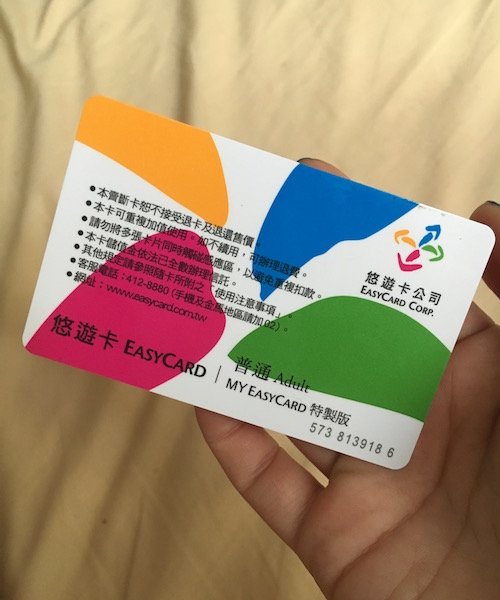 •本賣斷卡恕不接受退卡及退還售價。
•本卡可重複加值使用。如不續用，可辦理退費。
•請勿將多張卡片同時觸碰感應區，以避免重複扣款。
•本卡儲值金依法已全數辦理信託。
•其他規定請參照隨卡所附之「使用注意事項」。
•客服電話：412-8880 (手機及金馬地區請加02)。
•網址：www.easycard.com.tw
悠遊卡公司
EASYCARD CORP.
悠遊卡 EASYCARD
普通 Adult
MY EASYCARD 特製版
573 813918 6